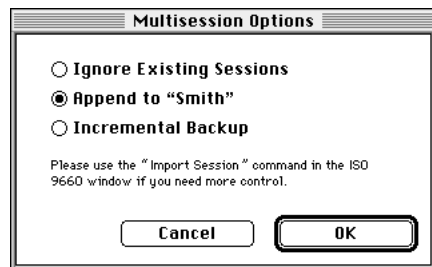 Multisession Options
Ignore Existing Sessions
Append to “Smith”
Incremental Backup
Please use the “Import Session” command in the ISO
9660 window if you need more control.
Cancel OK